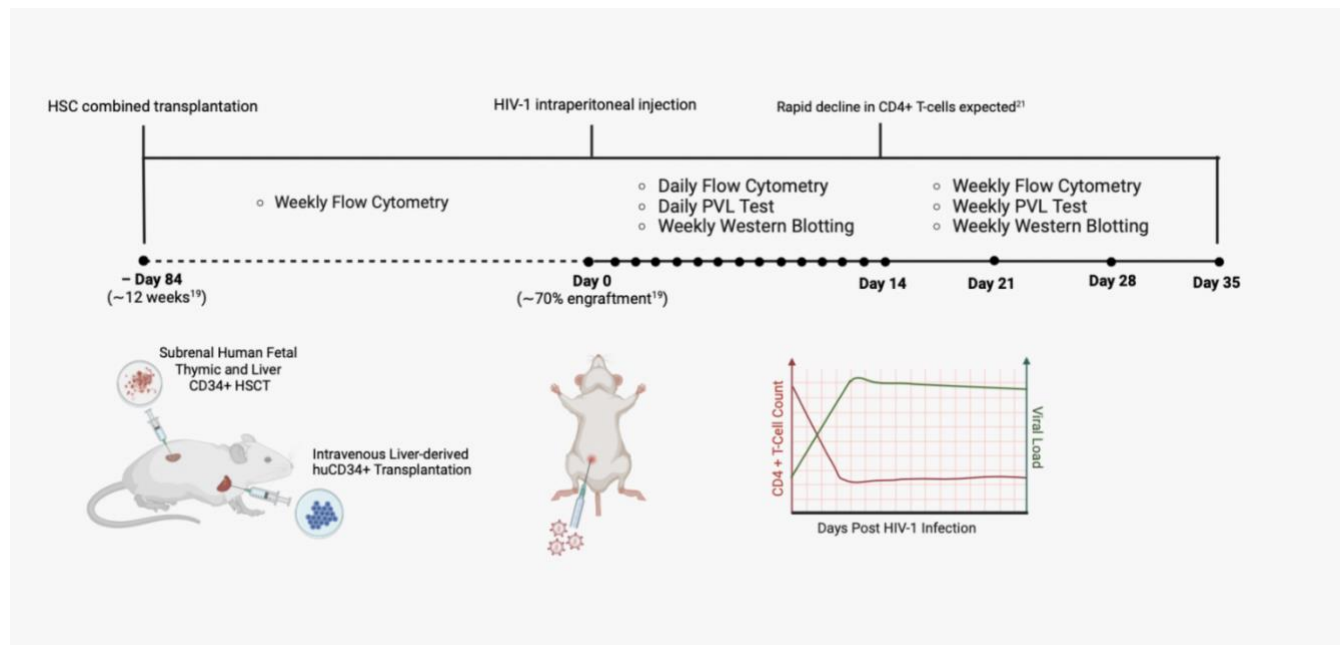 HSC combined transplantation
HIV-1 intraperitoneal injection
Rapid decline in CD4+ T-cells expected²¹
○ Weekly Flow Cytometry
○ Daily Flow Cytometry
○ Daily PVL Test
○ Weekly Western Blotting
○ Weekly Flow Cytometry
○ Weekly PVL Test
○ Weekly Western Blotting
– Day 84
(~12 weeks¹⁹)
Day 0
(~70% engraftment¹⁹)
Day 14
Day 21
Day 28
Day 35
Subrenal Human Fetal
Thymic and Liver
CD34+ HSCT
Intravenous Liver-derived
huCD34+ Transplantation
CD4 + T-Cell Count
Viral Load
Days Post HIV-1 Infection